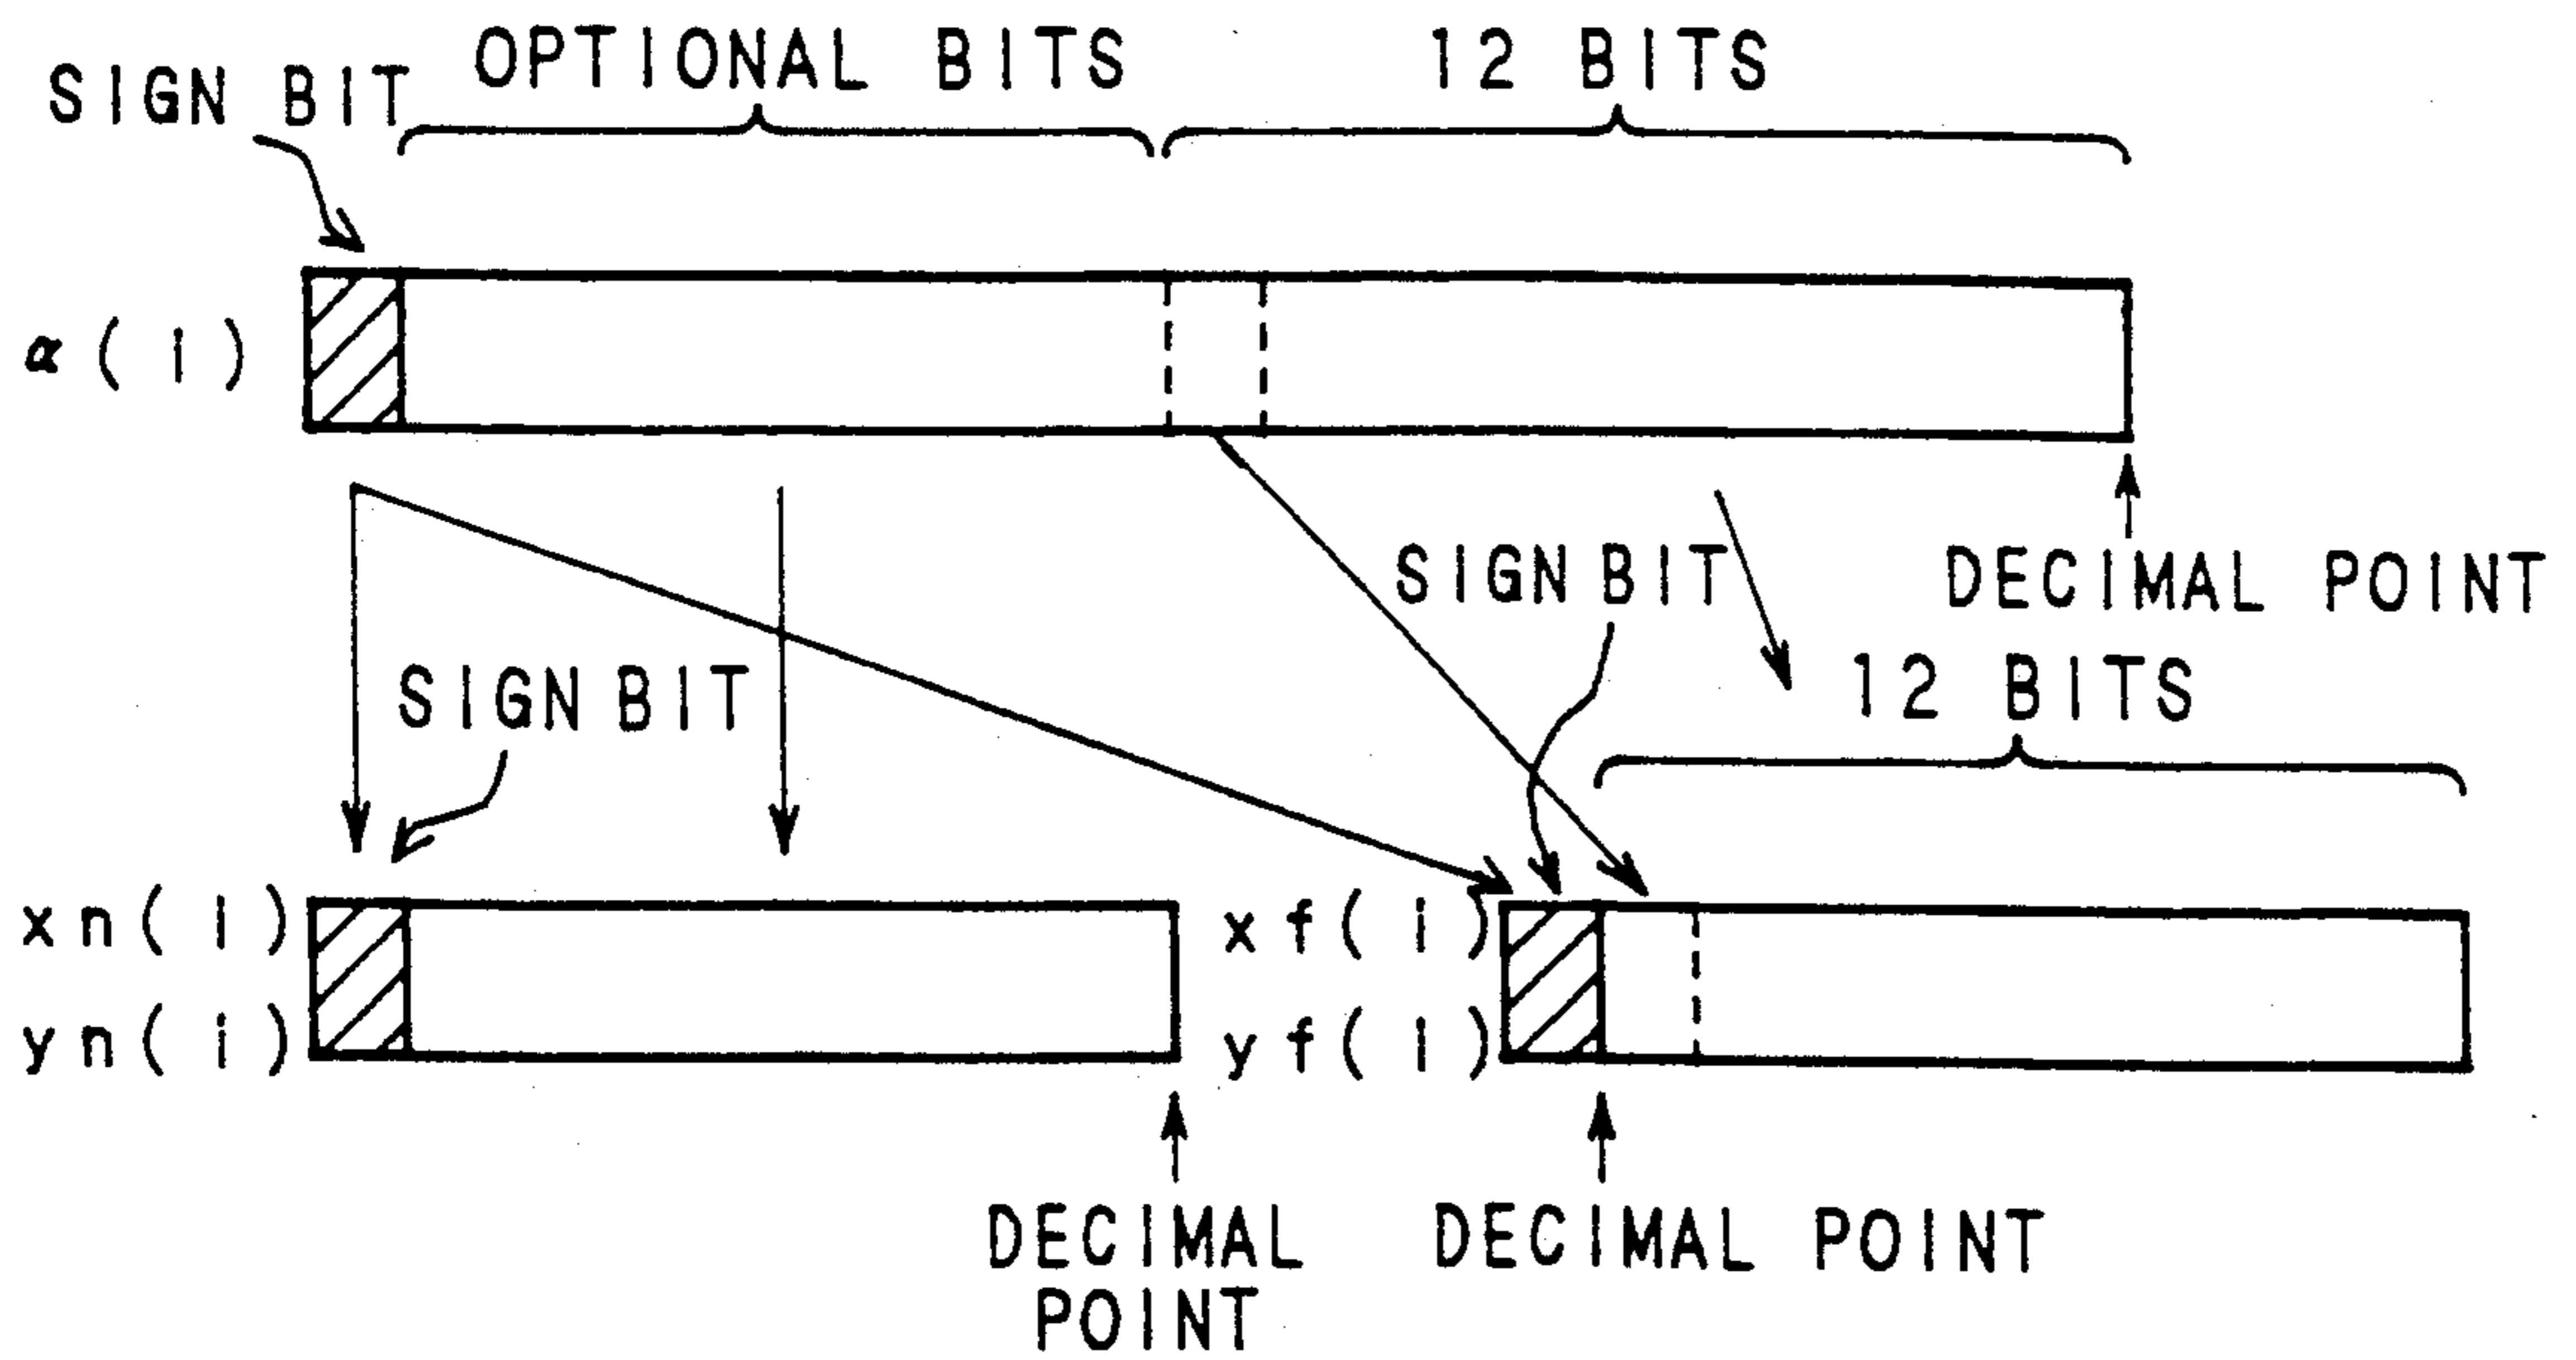 SIGN BIT
OPTIONAL BITS
12 BITS
α(i)
SIGN BIT
DECIMAL POINT
SIGN BIT
12 BITS
xn(i)
yn(i)
xf(i)
yf(i)
DECIMAL
POINT
DECIMAL POINT